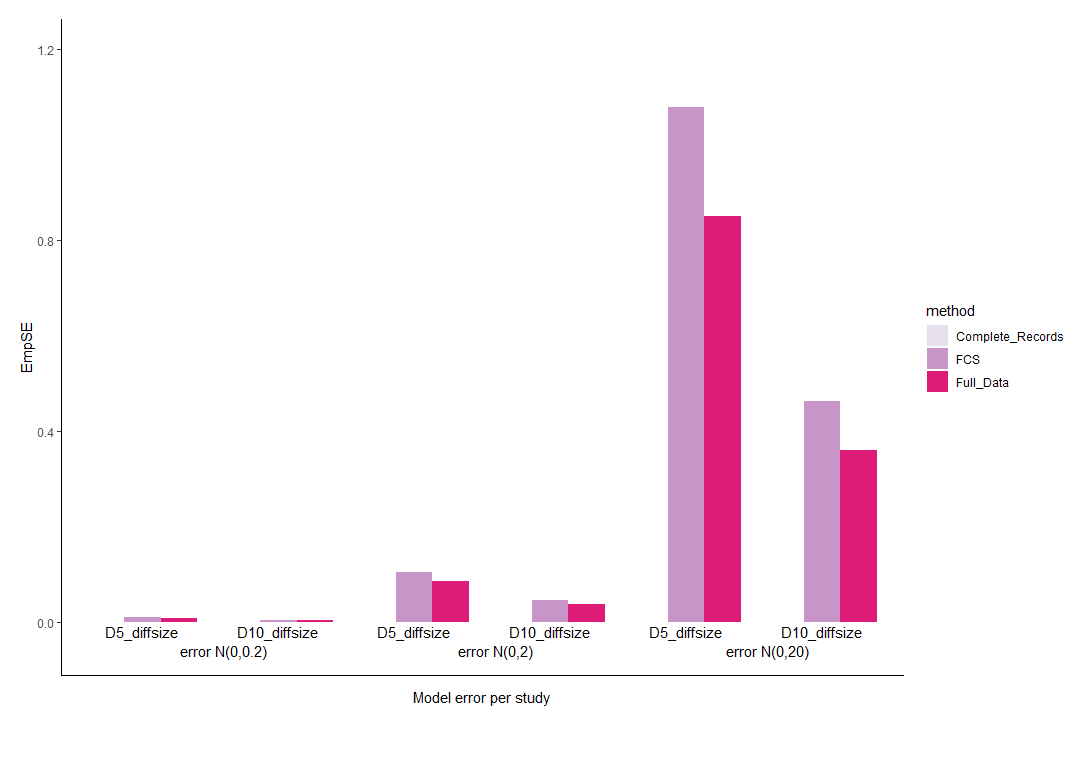 1.2
0.8
0.4
0.0
EmpSE
D5_diffsize D10_diffsize D5_diffsize D10_diffsize D5_diffsize D10_diffsize
error N(0,0.2) error N(0,2) error N(0,20)
Model error per study
method
Complete_Records
FCS
Full_Data